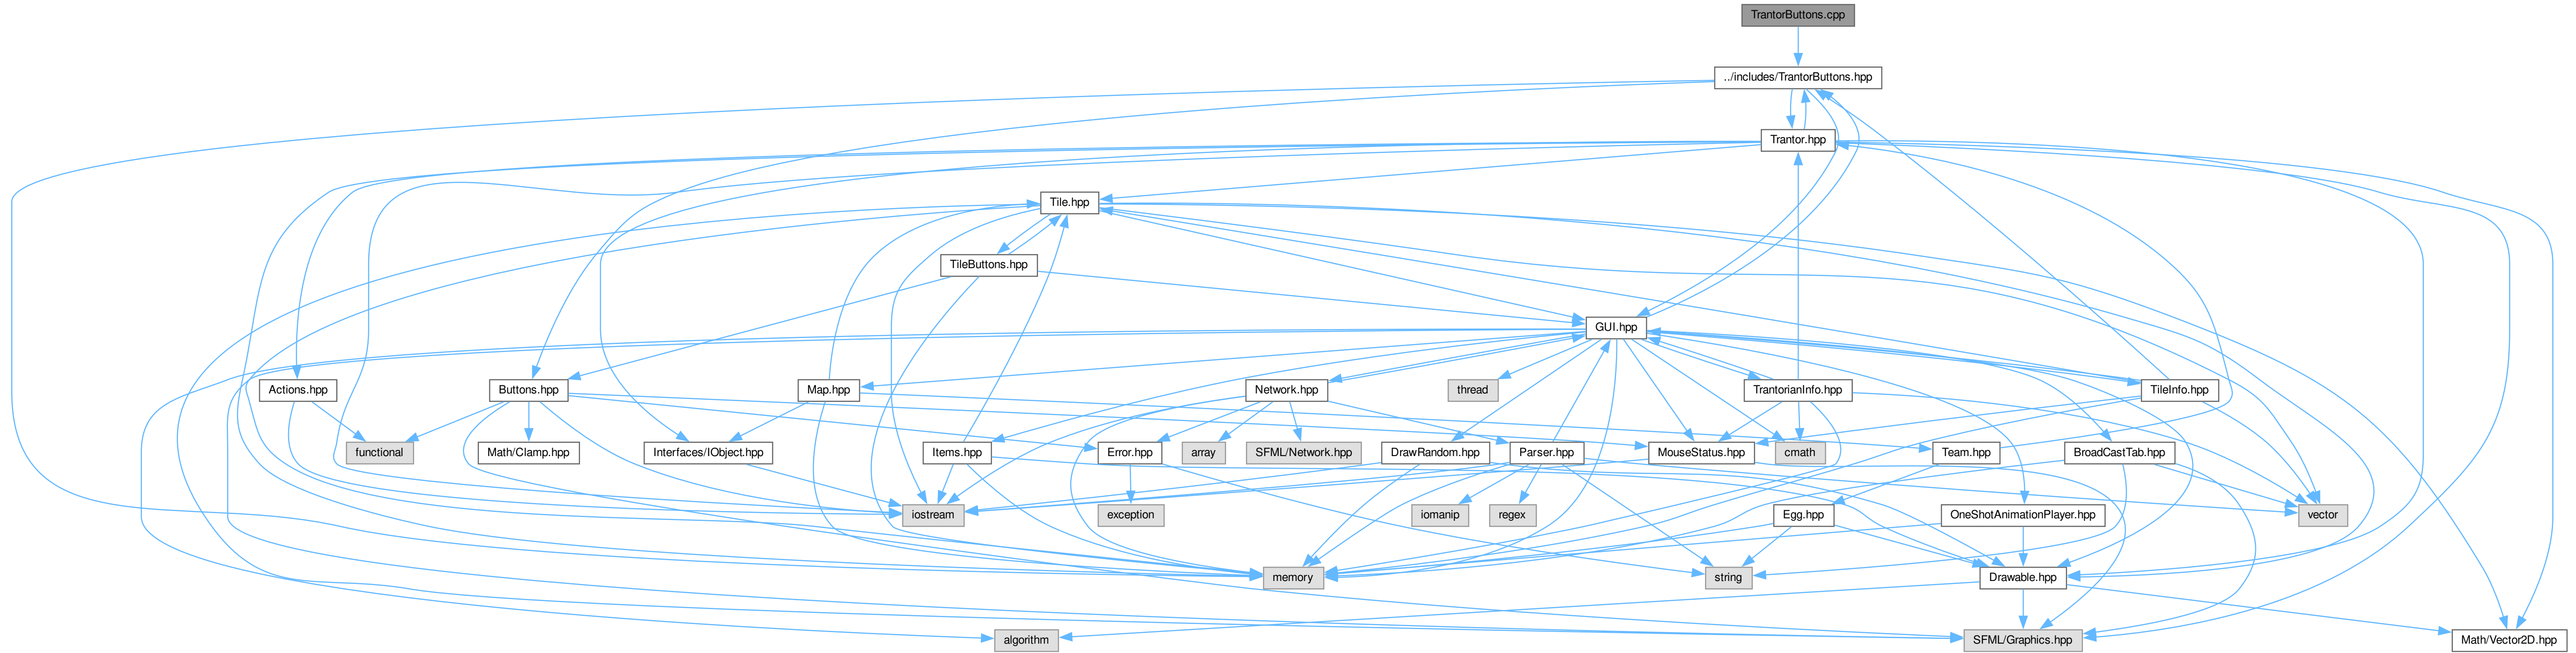 TrantorButtons.cpp
../includes/TrantorButtons.hpp
Trantor.hpp
Tile.hpp
TileButtons.hpp
GUI.hpp
Actions.hpp
Buttons.hpp
Map.hpp
Network.hpp
thread
TrantorianInfo.hpp
TileInfo.hpp
functional
Math/Clamp.hpp
Interfaces/IObject.hpp
Items.hpp
Error.hpp
array
SFML/Network.hpp
DrawRandom.hpp
Parser.hpp
MouseStatus.hpp
cmath
Team.hpp
BroadCastTab.hpp
iostream
exception
iomanip
regex
Egg.hpp
OneShotAnimationPlayer.hpp
vector
memory
string
Drawable.hpp
algorithm
SFML/Graphics.hpp
Math/Vector2D.hpp